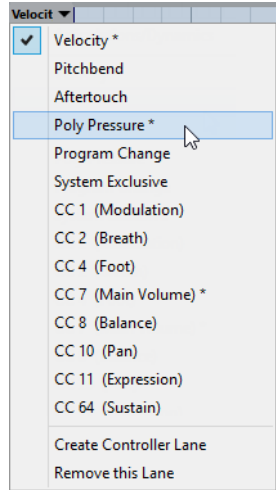 Velocit
Velocity *
Pitchbend
Aftertouch
Poly Pressure *
Program Change
System Exclusive
CC 1 (Modulation)
CC 2 (Breath)
CC 4 (Foot)
CC 7 (Main Volume) *
CC 8 (Balance)
CC 10 (Pan)
CC 11 (Expression)
CC 64 (Sustain)
Create Controller Lane
Remove this Lane